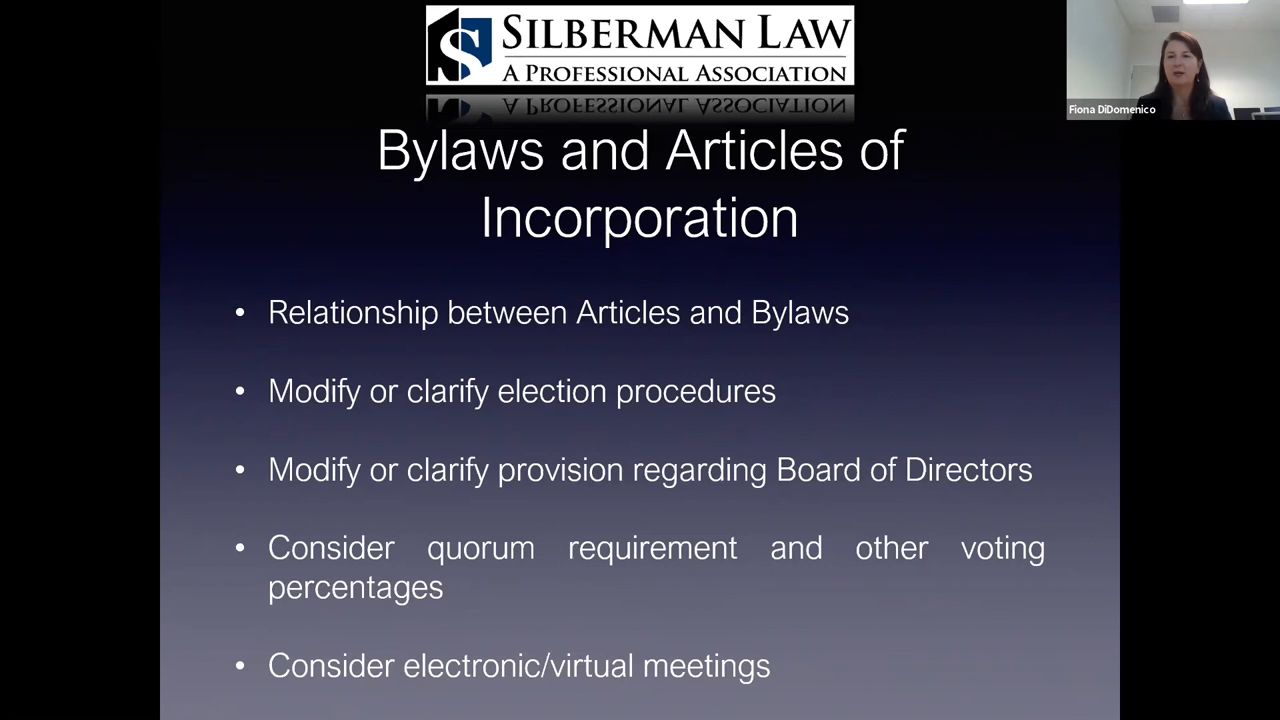 SILBERMAN LAW
A PROFESSIONAL ASSOCIATION
Fiona DiDomenico
Bylaws and Articles of
Incorporation
• Relationship between Articles and Bylaws
• Modify or clarify election procedures
• Modify or clarify provision regarding Board of Directors
• Consider quorum requirement and other voting
percentages
• Consider electronic/virtual meetings